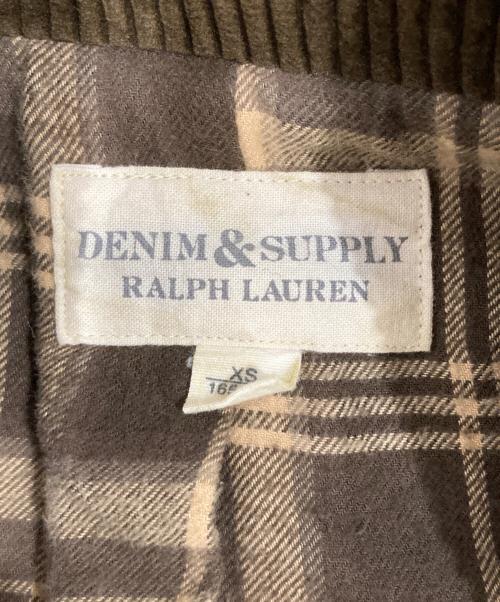 DENIM & SUPPLY
RALPH LAUREN
XS